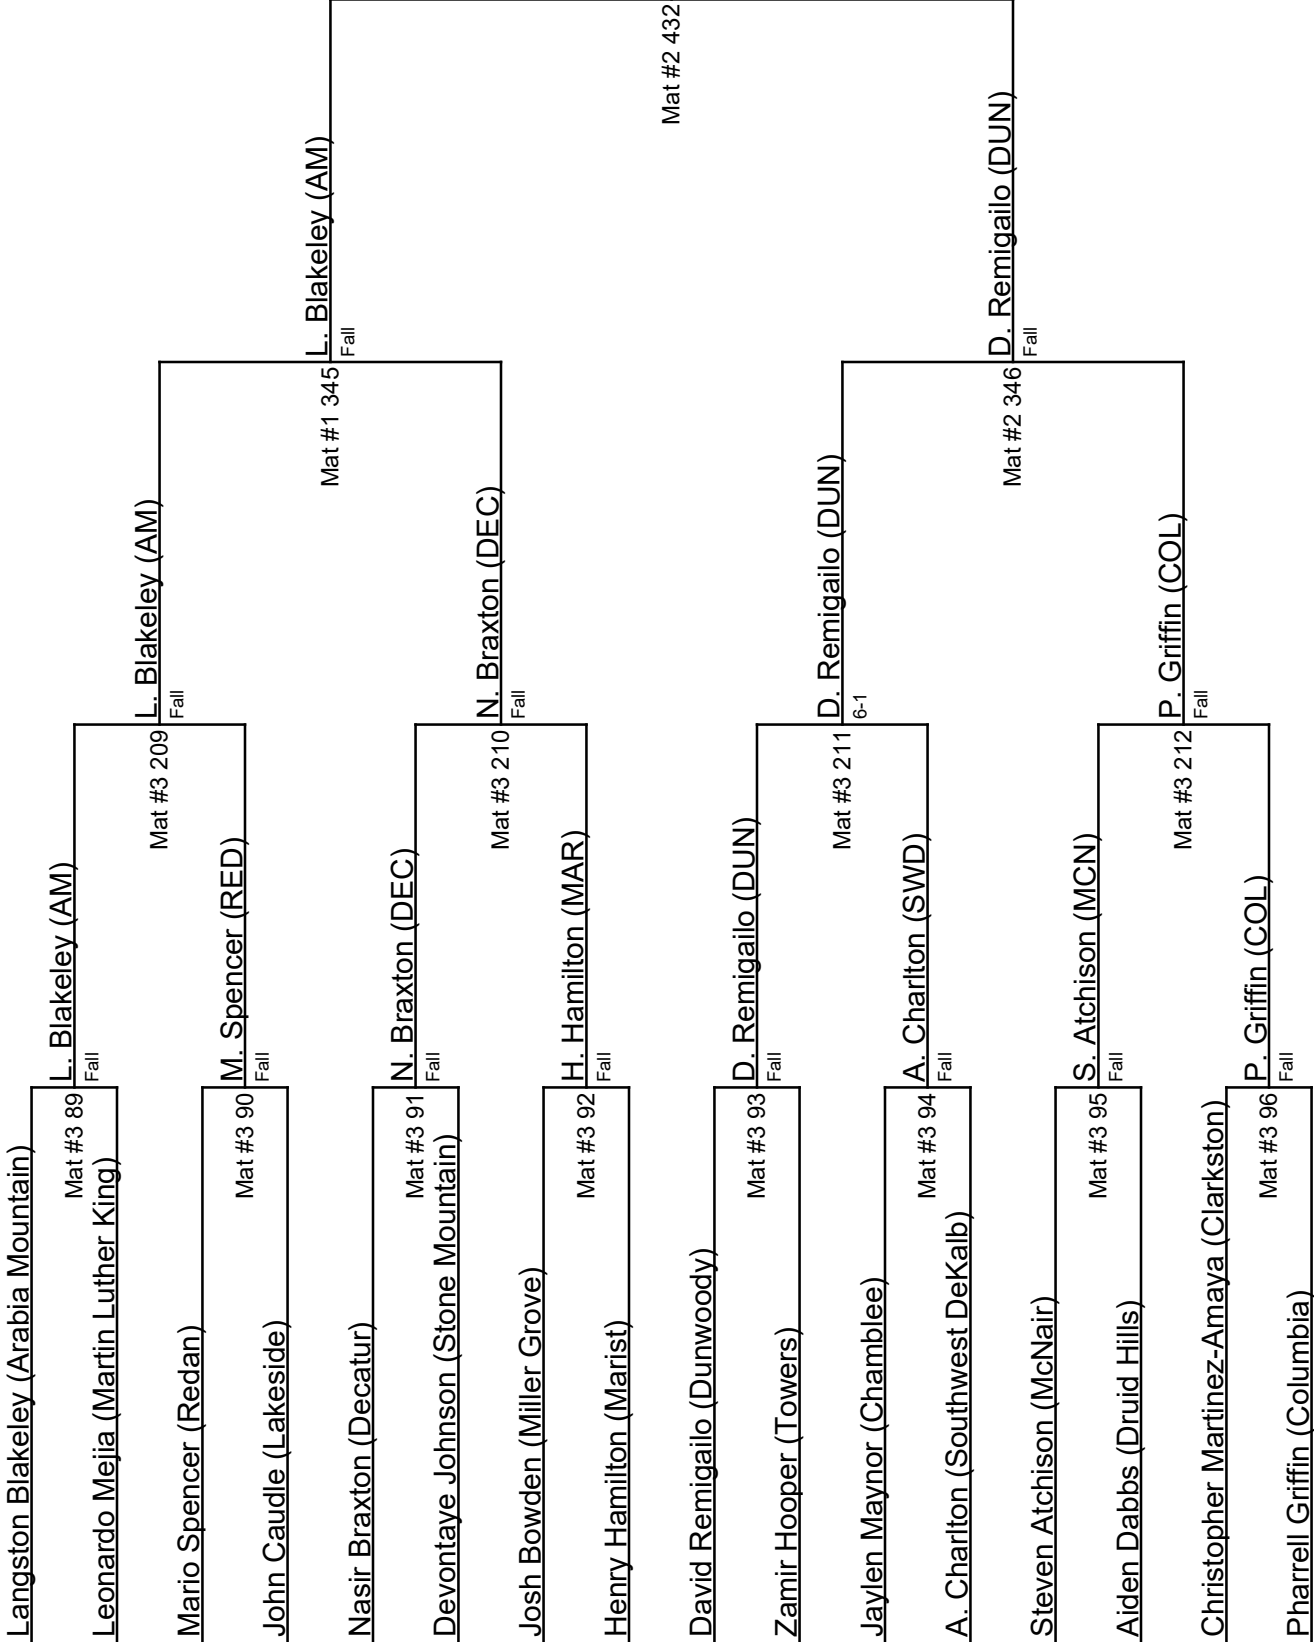 Langston Blakeley (Arabia Mountain)
Leonardo Mejia (Martin Luther King)
Mario Spencer (Redan)
John Caudle (Lakeside)
Nasir Braxton (Decatur)
Devontaye Johnson (Stone Mountain)
Josh Bowden (Miller Grove)
Henry Hamilton (Marist)
David Remigailo (Dunwoody)
Zamir Hooper (Towers)
Jaylen Maynor (Chamblee)
A. Charlton (Southwest DeKalb)
Steven Atchison (McNair)
Aiden Dabbs (Druid Hills)
Christopher Martinez-Amaya (Clarkston)
Pharrell Griffin (Columbia)
L. Blakeley (AM)
Mat #3 89
Fall
M. Spencer (RED)
Mat #3 90
Fall
N. Braxton (DEC)
Mat #3 91
Fall
H. Hamilton (MAR)
Mat #3 92
Fall
D. Remigailo (DUN)
Mat #3 93
Fall
A. Charlton (SWD)
Mat #3 94
Fall
S. Atchison (MCN)
Mat #3 95
Fall
P. Griffin (COL)
Mat #3 96
Fall
L. Blakeley (AM)
Mat #3 209
Fall
N. Braxton (DEC)
Mat #3 210
Fall
D. Remigailo (DUN)
Mat #3 211
6-1
P. Griffin (COL)
Mat #3 212
Fall
L. Blakeley (AM)
Mat #1 345
Fall
D. Remigailo (DUN)
Mat #2 346
Fall
Mat #2 432